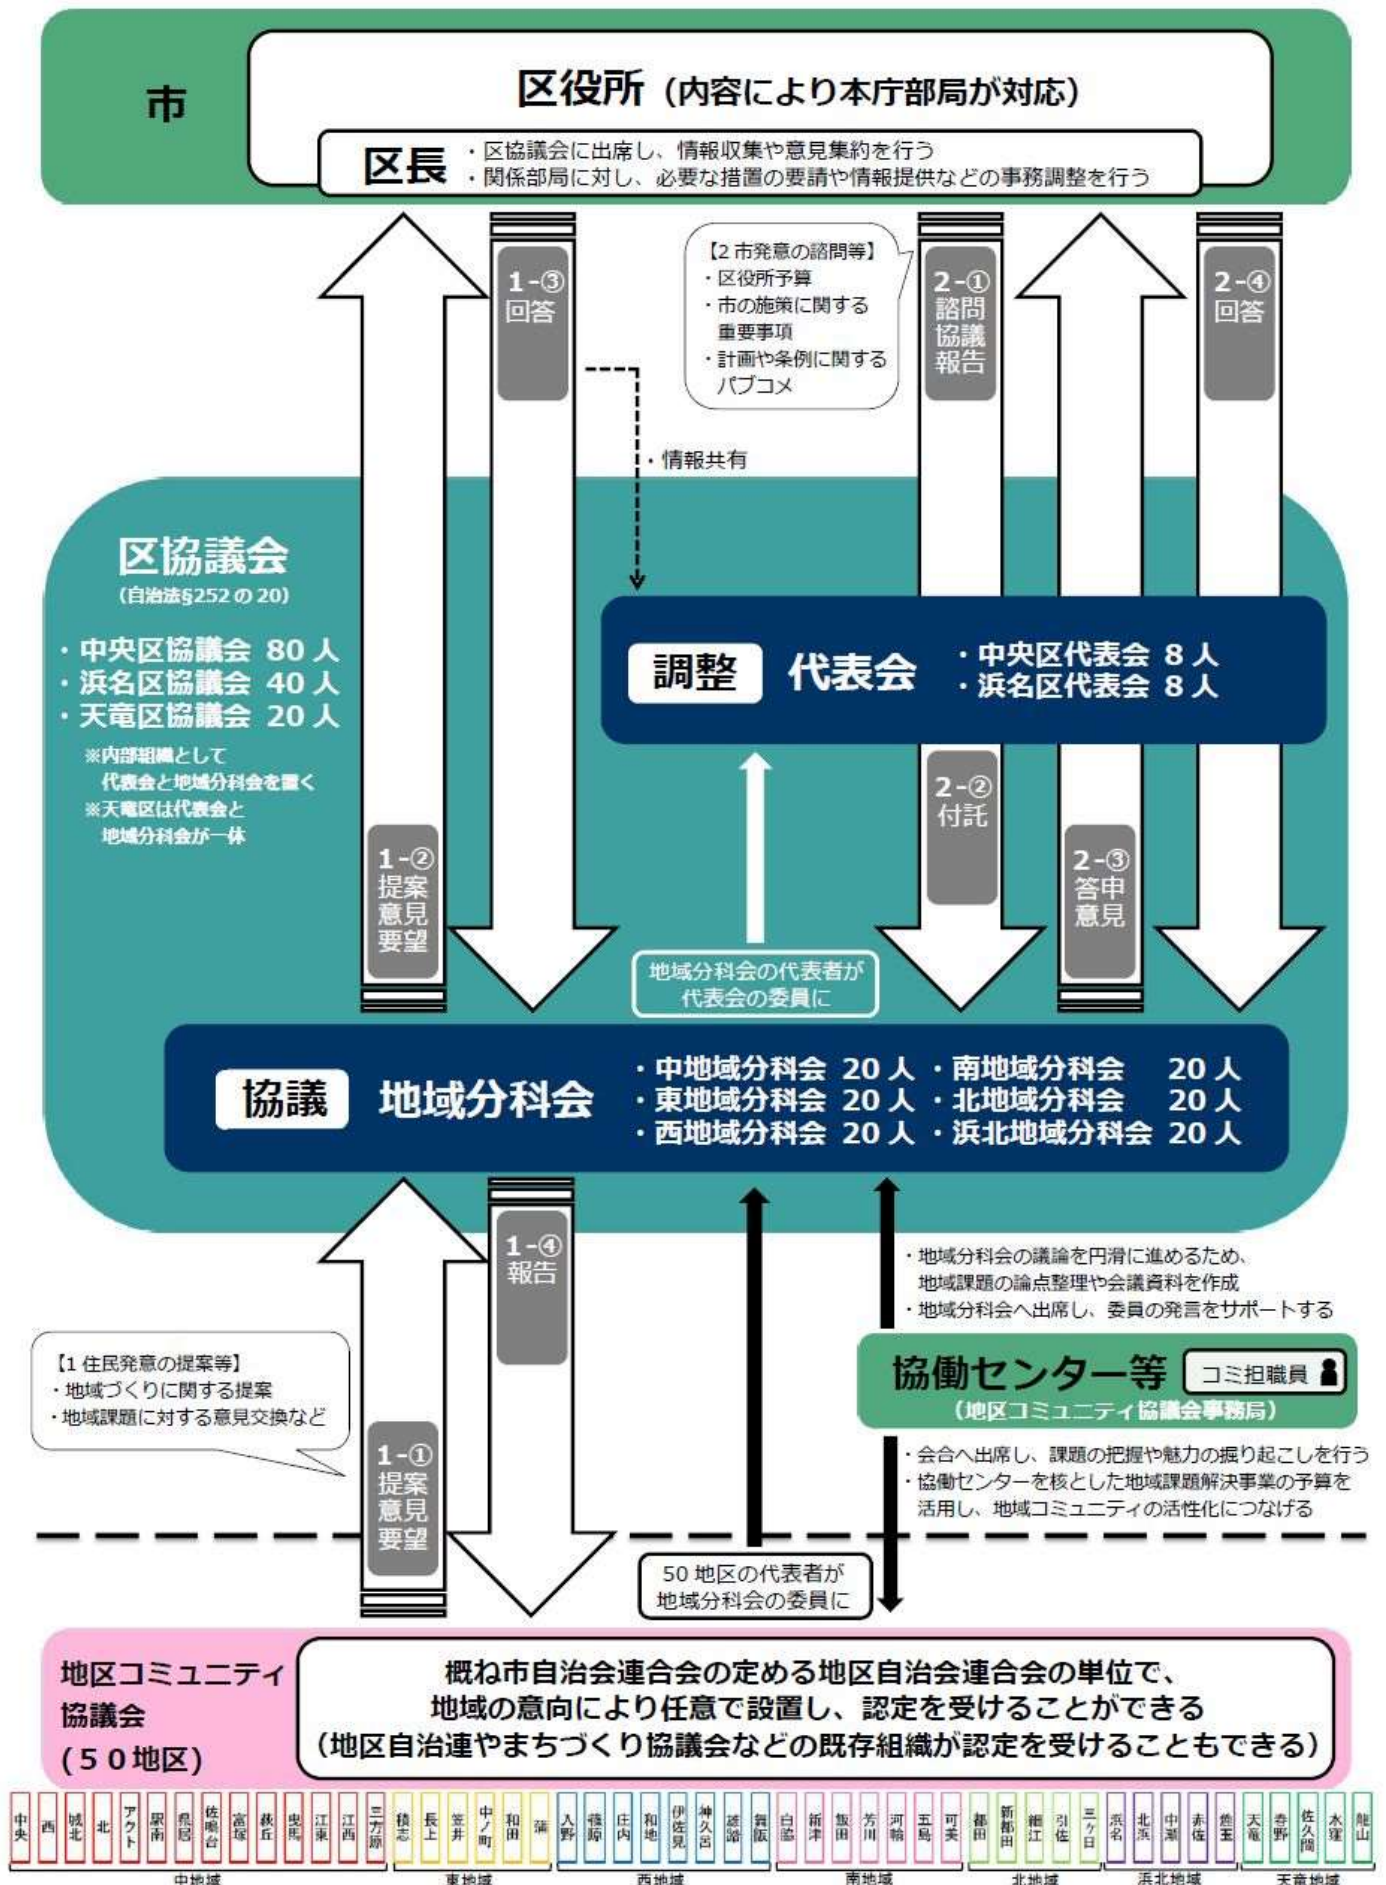 市
区役所（内容により本庁部局が対応）
区長
・区協議会に出席し、情報収集や意見集約を行う
・関係部局に対し、必要な措置の要請や情報提供などの事務調整を行う
1-③
回答
【2 市発意の諮問等】
・区役所予算
・市の施策に関する
重要事項
・計画や条例に関する
パブコメ
2-①
諮問
協議
報告
2-④
回答
・情報共有
区協議会
（自治法§252の20）
・中央区協議会 80人
・浜名区協議会 40人
・天竜区協議会 20人
※内部組織として
代表会と地域分科会を置く
※天竜区は代表会と
地域分科会が一体
調整
代表会
・中央区代表会 8人
・浜名区代表会 8人
1-②
提案
意見
要望
2-②
付託
2-③
答申
意見
地域分科会の代表者が
代表会の委員に
協議
地域分科会
・中地域分科会 20人 ・南地域分科会 20人
・東地域分科会 20人 ・北地域分科会 20人
・西地域分科会 20人 ・浜北地域分科会 20人
1-④
報告
・地域分科会の議論を円滑に進めるため、
地域課題の論点整理や会議資料を作成
・地域分科会へ出席し、委員の発言をサポートする
【1 住民発意の提案等】
・地域づくりに関する提案
・地域課題に対する意見交換など
協働センター等
コミ担職員
（地区コミュニティ協議会事務局）
1-①
提案
意見
要望
・会合へ出席し、課題の把握や魅力の掘り起こしを行う
・協働センターを核とした地域課題解決事業の予算を
活用し、地域コミュニティの活性化につなげる
50地区の代表者が
地域分科会の委員に
地区コミュニティ
協議会
(５０地区)
概ね市自治会連合会の定める地区自治会連合会の単位で、
地域の意向により任意で設置し、認定を受けることができる
（地区自治連やまちづくり協議会などの既存組織が認定を受けることもできる）
中央
西
城北
北
アクト
駅南
県居
佐鳴台
富塚
萩丘
曳馬
江東
江西
三方原
積志
長上
笠井
中ノ町
和田
蒲
入野
篠原
庄内
和地
伊佐見
神久呂
雄踏
舞阪
白脇
新津
飯田
芳川
河輪
五島
可美
都田
新都田
細江
引佐
三ヶ日
浜名
北浜
中瀬
赤佐
麁玉
天竜
春野
佐久間
水窪
龍山
中地域
東地域
西地域
南地域
北地域
浜北地域
天竜地域